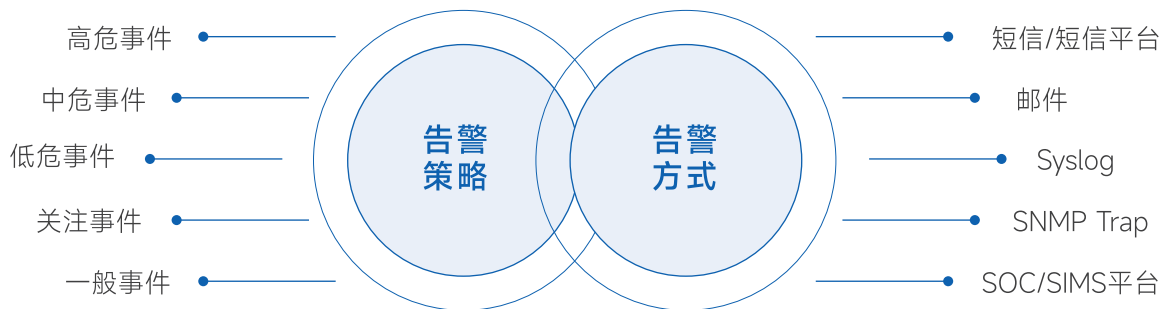 高危事件
中危事件
低危事件
关注事件
一般事件
告警
策略
告警
方式
短信/短信平台
邮件
Syslog
SNMP Trap
SOC/SIMS平台